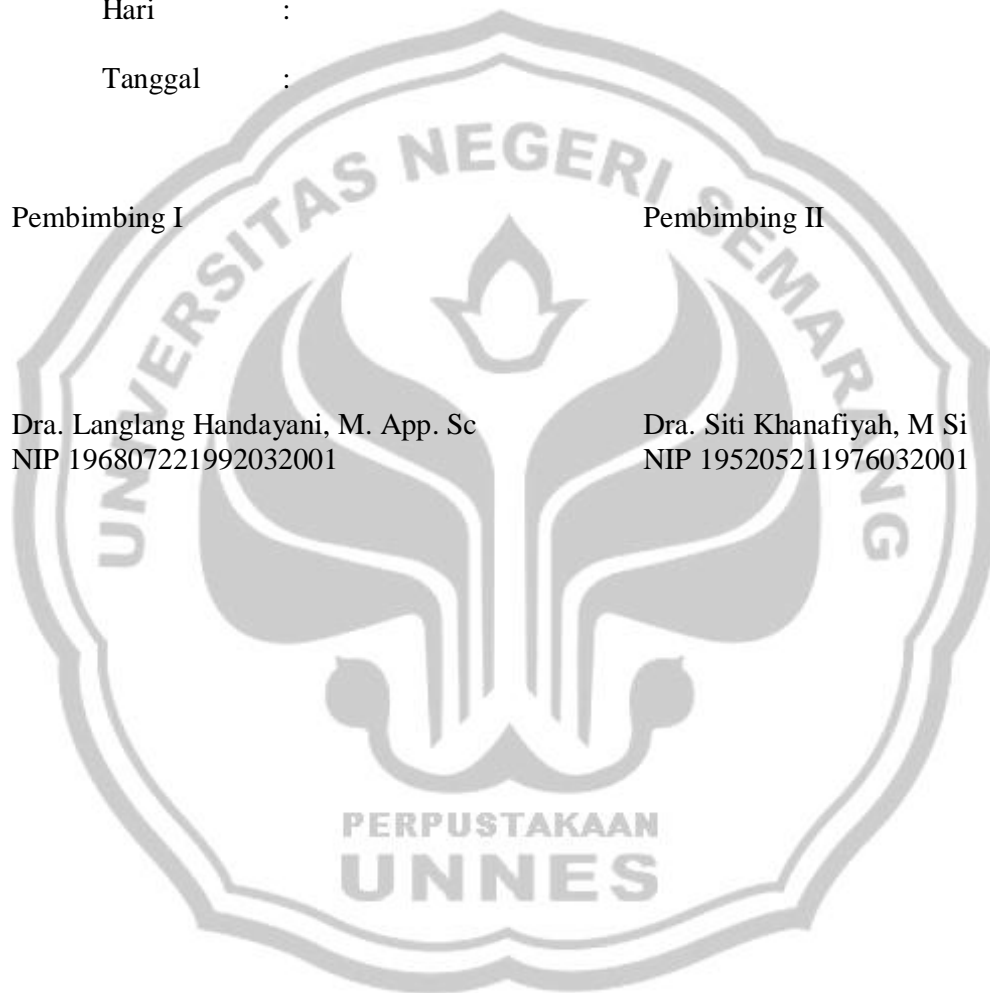 Hari :
Tanggal :
Pembimbing I Pembimbing II
Dra. Langlang Handayani, M. App. Sc Dra. Siti Khanafiyah, M Si
NIP 196807221992032001 NIP 195205211976032001
UNIVERSITAS NEGERI SEMARANG
PERPUSTAKAAN
UNNES